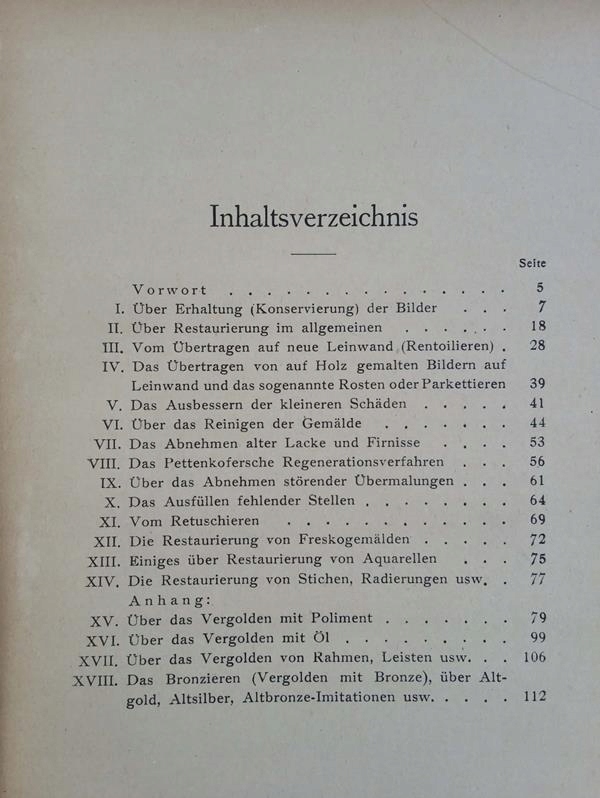 Inhaltsverzeichnis
Seite
Vorwort . . . . . . . . . . . . . . 5
I. Über Erhaltung (Konservierung) der Bilder . . . 7
II. Über Restaurierung im allgemeinen . . . . . . 18
III. Vom Übertragen auf neue Leinwand (Rentoilieren) . 28
IV. Das Übertragen von auf Holz gemalten Bildern auf
Leinwand und das sogenannte Rosten oder Parkettieren 39
V. Das Ausbessern der kleineren Schäden . . . . . 41
VI. Über das Reinigen der Gemälde . . . . . . 44
VII. Das Abnehmen alter Lacke und Firnisse . . . . 53
VIII. Das Pettenkofersche Regenerationsverfahren . . . 56
IX. Über das Abnehmen störender Übermalungen . . . 61
X. Das Ausfüllen fehlender Stellen . . . . . . . . 64
XI. Vom Retuschieren . . . . . . . . . . . 69
XII. Die Restaurierung von Freskogemälden . . . . . 72
XIII. Einiges über Restaurierung von Aquarellen . . . 75
XIV. Die Restaurierung von Stichen, Radierungen usw. . 77
Anhang:
XV. Über das Vergolden mit Poliment . . . . . . . 79
XVI. Über das Vergolden mit Öl . . . . . . . . . 99
XVII. Über das Vergolden von Rahmen, Leisten usw. . . 106
XVIII. Das Bronzieren (Vergolden mit Bronze), über Alt-
gold, Altsilber, Altbronze-Imitationen usw. . . . . 112